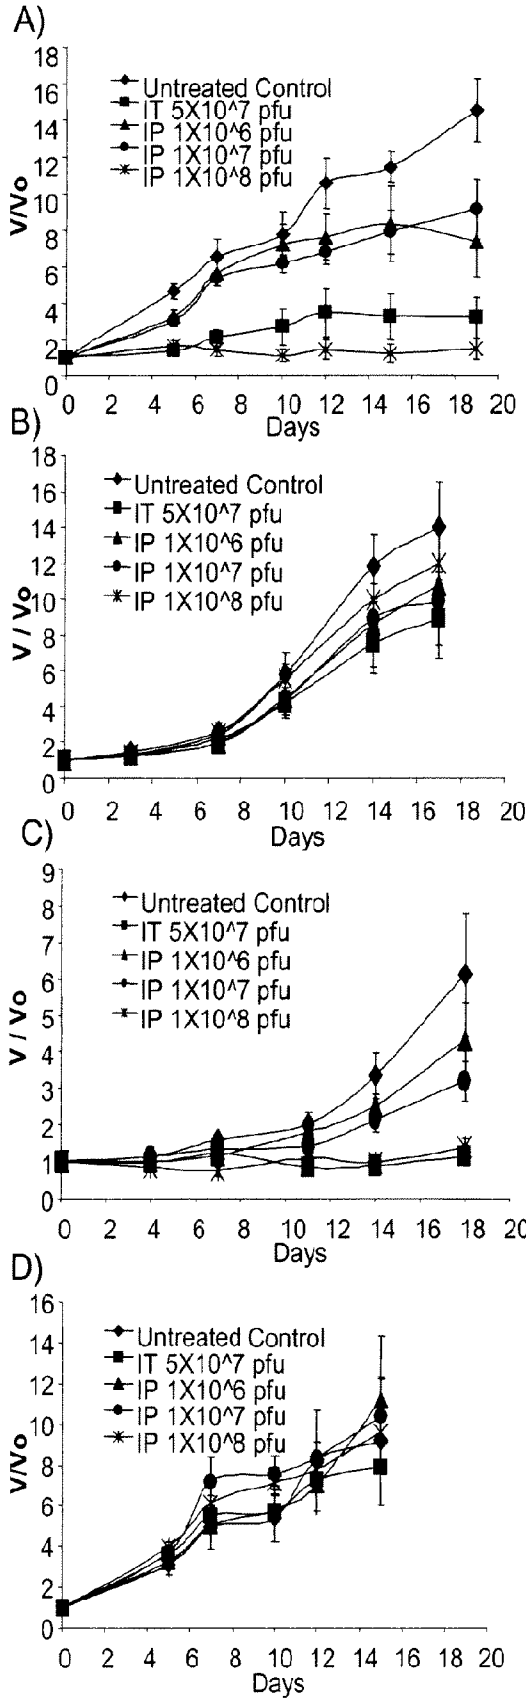 A)
18
16
14
12
10
8
6
4
2
0
V/Vo
Untreated Control
IT 5X10^7 pfu
IP 1X10^6 pfu
IP 1X10^7 pfu
IP 1X10^8 pfu
0 2 4 6 8 10 12 14 16 18 20
Days
B)
18
16
14
12
10
8
6
4
2
0
V / Vo
Untreated Control
IT 5X10^7 pfu
IP 1X10^6 pfu
IP 1X10^7 pfu
IP 1X10^8 pfu
0 2 4 6 8 10 12 14 16 18 20
Days
C)
9
8
7
6
5
4
3
2
1
0
V / Vo
Untreated Control
IT 5X10^7 pfu
IP 1X10^6 pfu
IP 1X10^7 pfu
IP 1X10^8 pfu
0 2 4 6 8 10 12 14 16 18 20
Days
D)
16
14
12
10
8
6
4
2
0
V/Vo
Untreated Control
IT 5X10^7 pfu
IP 1X10^6 pfu
IP 1X10^7 pfu
IP 1X10^8 pfu
0 2 4 6 8 10 12 14 16 18 20
Days